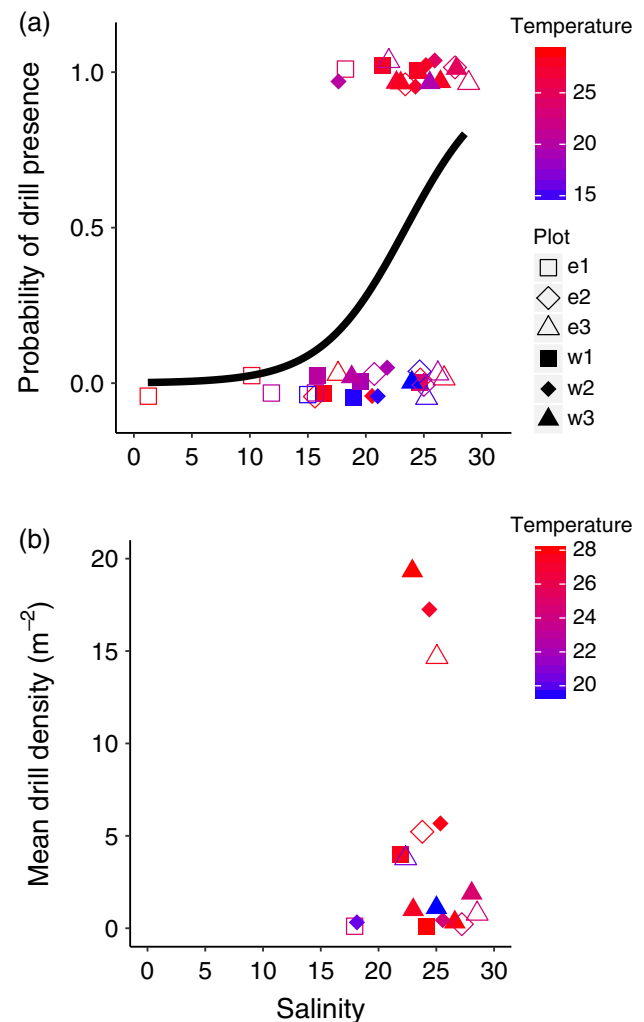 (a)
Temperature
Probability of drill presence
1.0
0.5
0.0
25
20
15
Plot
e1
e2
e3
w1
w2
w3
0 5 10 15 20 25 30
(b)
Temperature
Mean drill density (m−2)
20
15
10
5
0
28
26
24
22
20
0 5 10 15 20 25 30
Salinity